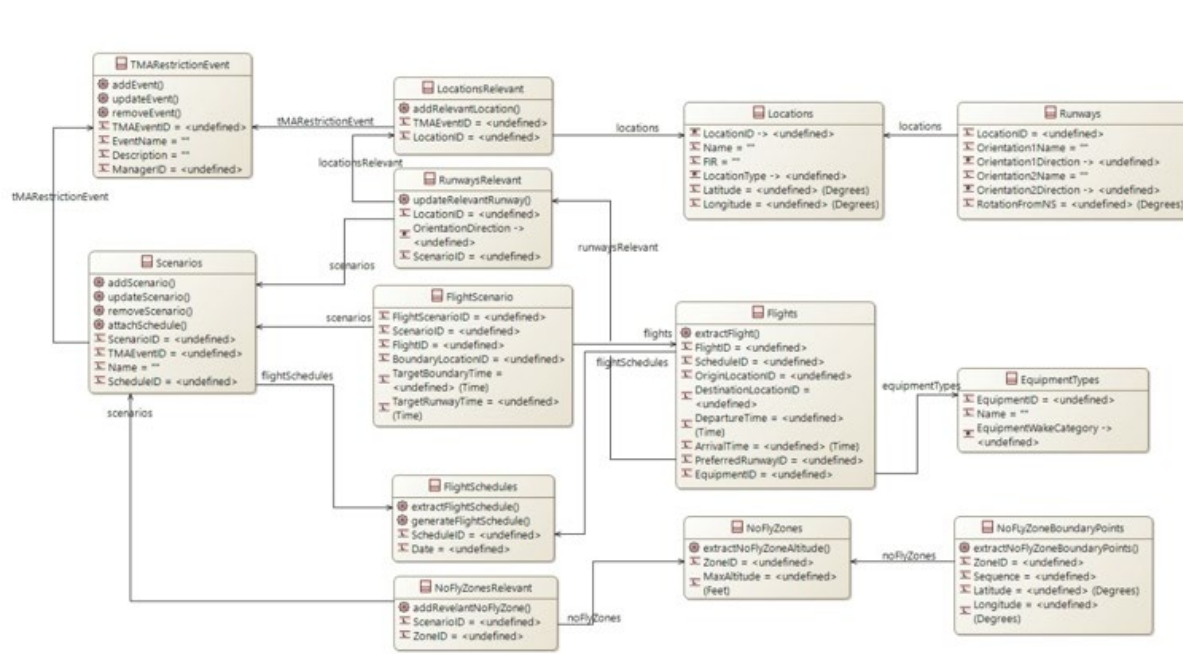 TMARestrictionEvent
addEvent()
updateEvent()
removeEvent()
TMAEventID = <undefined>
EventName = ""
Description = ""
ManagerID = <undefined>
tMARestrictionEvent
LocationsRelevant
addRelevantLocation()
TMAEventID = <undefined>
LocationID = <undefined>
locations
Locations
LocationID -> <undefined>
Name = ""
FIR = ""
LocationType -> <undefined>
Latitude = <undefined> (Degrees)
Longitude = <undefined> (Degrees)
locations
Runways
LocationID = <undefined>
Orientation1Name = ""
Orientation1Direction -> <undefined>
Orientation2Name = ""
Orientation2Direction -> <undefined>
RotationFromNS = <undefined> (Degrees)
locationsRelevant
tMARestrictionEvent
RunwaysRelevant
updateRelevantRunway()
LocationID = <undefined>
OrientationDirection ->
<undefined>
ScenarioID = <undefined>
runwaysRelevant
scenarios
Scenarios
addScenario()
updateScenario()
removeScenario()
attachSchedule()
ScenarioID = <undefined>
TMAEventID = <undefined>
Name = ""
ScheduleID = <undefined>
scenarios
FlightScenario
FlightScenarioID = <undefined>
ScenarioID = <undefined>
FlightID = <undefined>
BoundaryLocationID = <undefined>
TargetBoundaryTime =
<undefined> (Time)
TargetRunwayTime = <undefined>
(Time)
flights
flightSchedules
Flights
extractFlight()
FlightID = <undefined>
ScheduleID = <undefined>
OriginLocationID = <undefined>
DestinationLocationID =
<undefined>
DepartureTime = <undefined>
(Time)
ArrivalTime = <undefined> (Time)
PreferredRunwayID = <undefined>
EquipmentID = <undefined>
equipmentTypes
EquipmentTypes
EquipmentID = <undefined>
Name = ""
EquipmentWakeCategory ->
<undefined>
flightSchedules
scenarios
FlightSchedules
extractFlightSchedule()
generateFlightSchedule()
ScheduleID = <undefined>
Date = <undefined>
NoFlyZonesRelevant
addRevelantNoFlyZone()
ScenarioID = <undefined>
ZoneID = <undefined>
noFlyZones
NoFlyZones
extractNoFlyZoneAltitude()
ZoneID = <undefined>
MaxAltitude = <undefined>
(Feet)
noFlyZones
NoFLyZoneBoundaryPoints
extractNoFlyZoneBoundaryPoints()
ZoneID = <undefined>
Sequence = <undefined>
Latitude = <undefined> (Degrees)
Longitude = <undefined>
(Degrees)